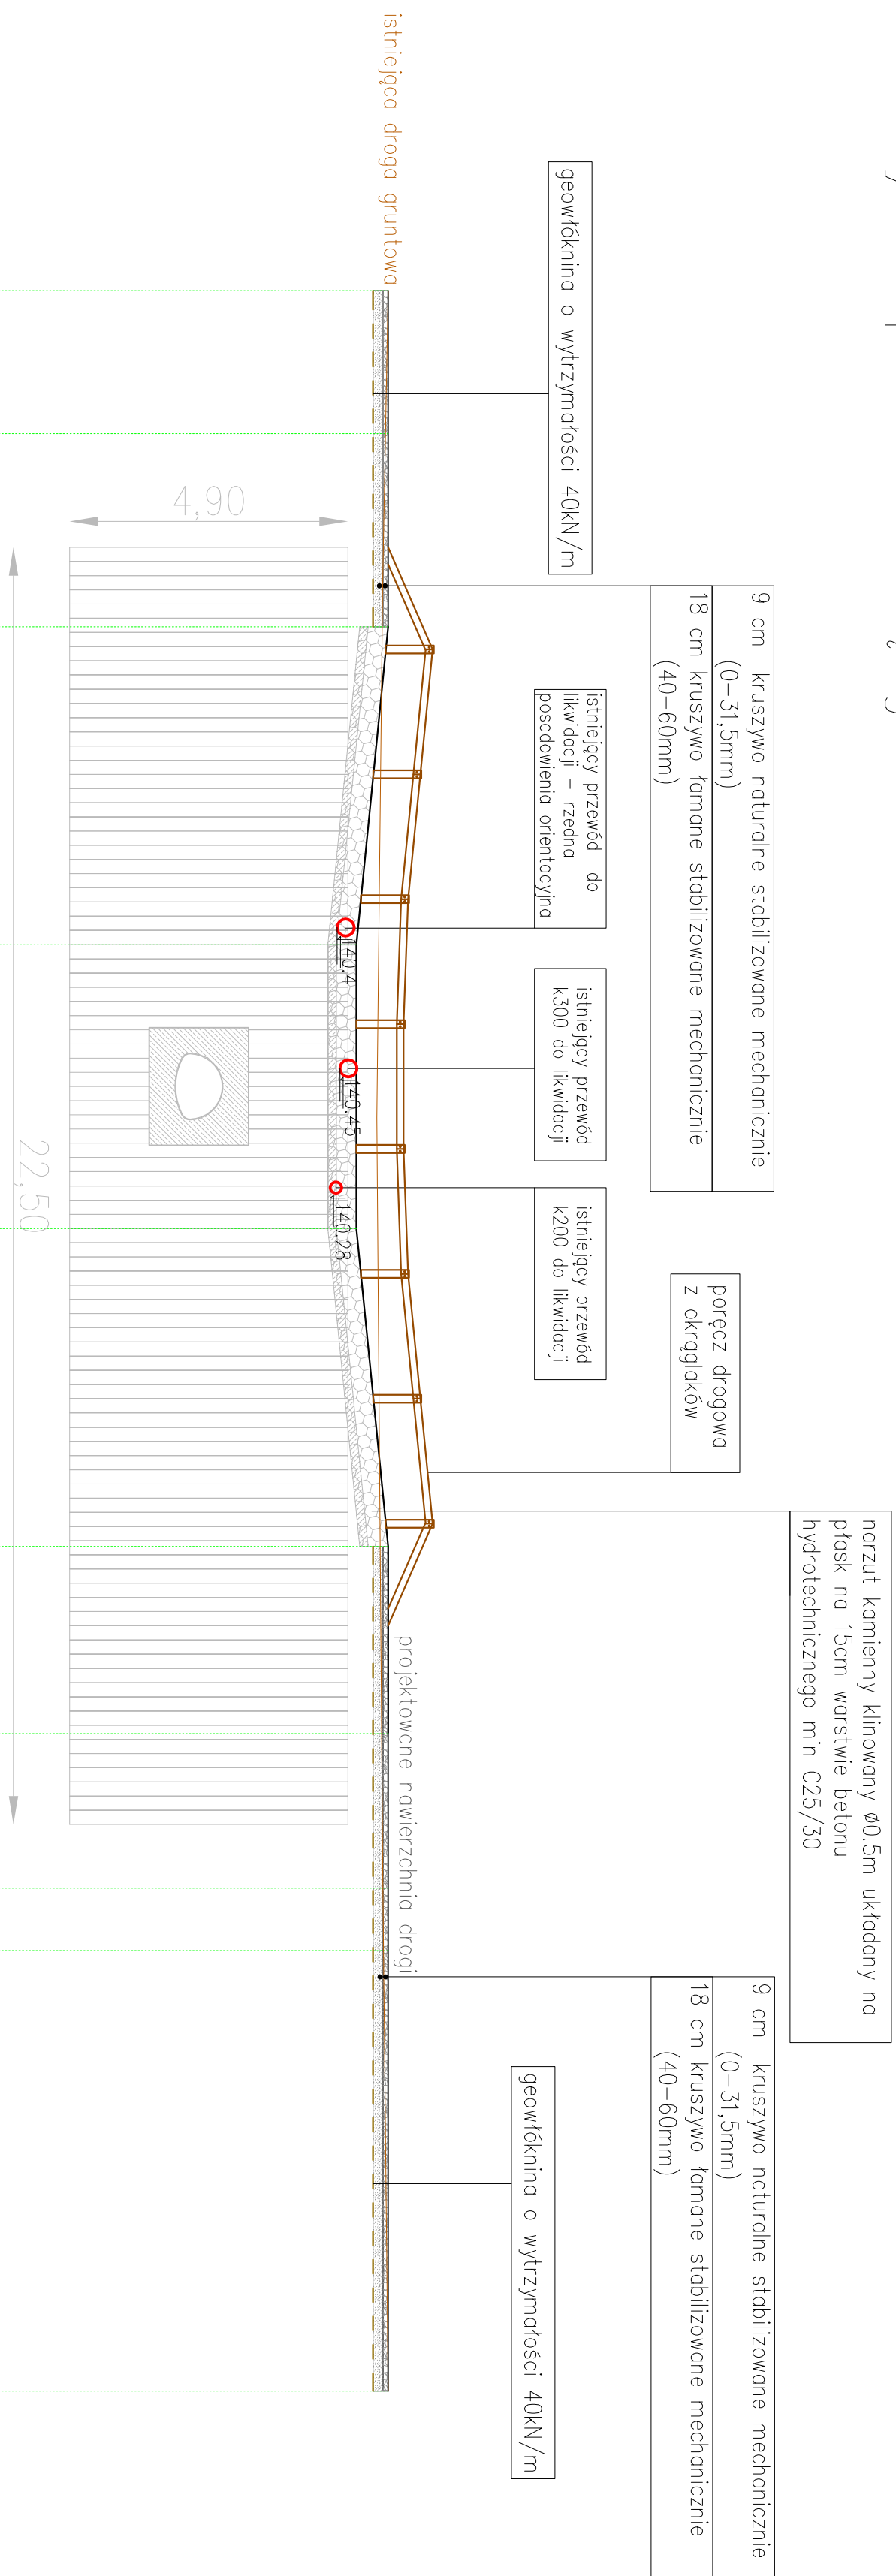 narzut kamienny klinowany ø0.5m układany na
płask na 15cm warstwie betonu
hydrotechnicznego min C25/30
9 cm kruszywo naturalne stabilizowane mechanicznie
(0-31,5mm)
18 cm kruszywo łamane stabilizowane mechanicznie
(40-60mm)
9 cm kruszywo naturalne stabilizowane mechanicznie
(0-31,5mm)
18 cm kruszywo łamane stabilizowane mechanicznie
(40-60mm)
poręcz drogowa
z okrąglaków
geowłóknina o wytrzymałości 40kN/m
istniejący przewód do
likwidacji - rzedna
posadowienia orientacyjna
istniejący przewód
k300 do likwidacji
istniejący przewód
k200 do likwidacji
geowłóknina o wytrzymałości 40kN/m
istniejąca droga gruntowa
projektowane nawierzchnia drogi
140.4
140.45
140.28
4,90
22,50